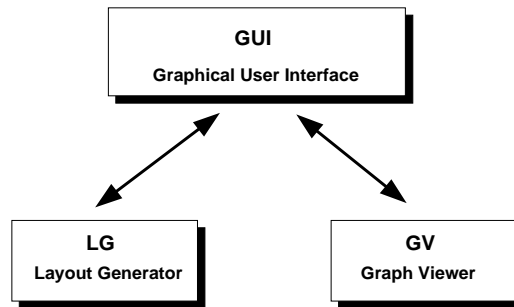 GUI
Graphical User Interface
LG
Layout Generator
GV
Graph Viewer